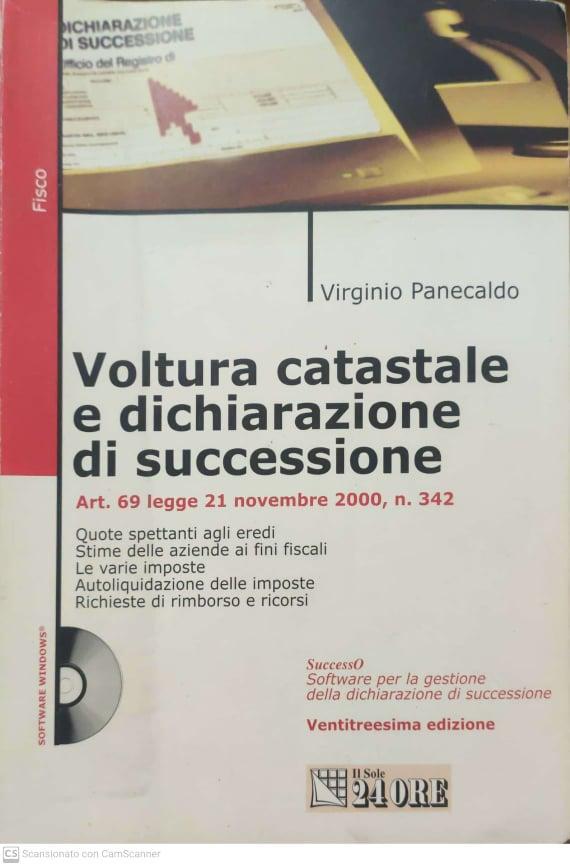 DICHIARAZIONE
DI SUCCESSIONE
Ufficio del Registro di
Fisco
Virginio Panecaldo
Voltura catastale
e dichiarazione
di successione
Art. 69 legge 21 novembre 2000, n. 342
Quote spettanti agli eredi
Stime delle aziende ai fini fiscali
Le varie imposte
Autoliquidazione delle imposte
Richieste di rimborso e ricorsi
SOFTWARE WINDOWS®
SuccessO
Software per la gestione
della dichiarazione di successione
Ventitreesima edizione
Il Sole
24 ORE
CS Scansionato con CamScanner